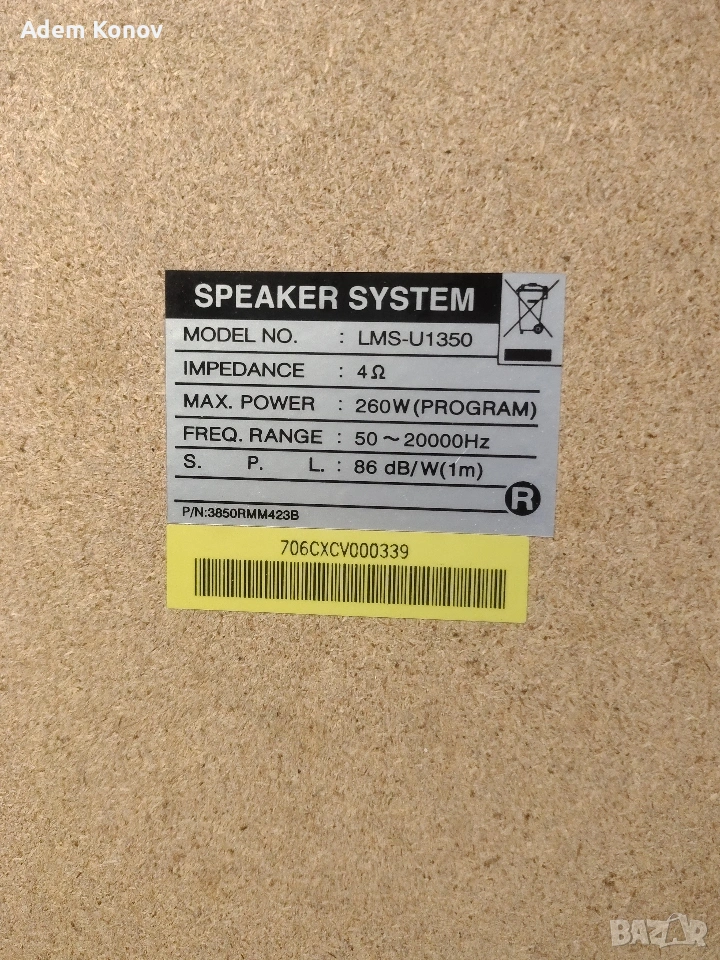 Adem Konov
SPEAKER SYSTEM
MODEL NO. : LMS-U1350
IMPEDANCE : 4Ω
MAX. POWER : 260W(PROGRAM)
FREQ. RANGE : 50～20000Hz
S. P. L. : 86 dB/W(1m)
R
P/N:3850RMM423B
706CXCV000339
BAZAR